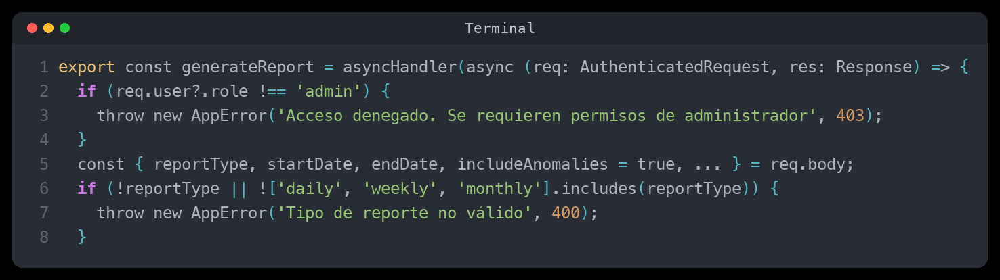 Terminal
1 export const generateReport = asyncHandler(async (req: AuthenticatedRequest, res: Response) => {
2   if (req.user?.role !== 'admin') {
3     throw new AppError('Acceso denegado. Se requieren permisos de administrador', 403);
4   }
5   const { reportType, startDate, endDate, includeAnomalies = true, ... } = req.body;
6   if (!reportType || !['daily', 'weekly', 'monthly'].includes(reportType)) {
7     throw new AppError('Tipo de reporte no válido', 400);
8   }